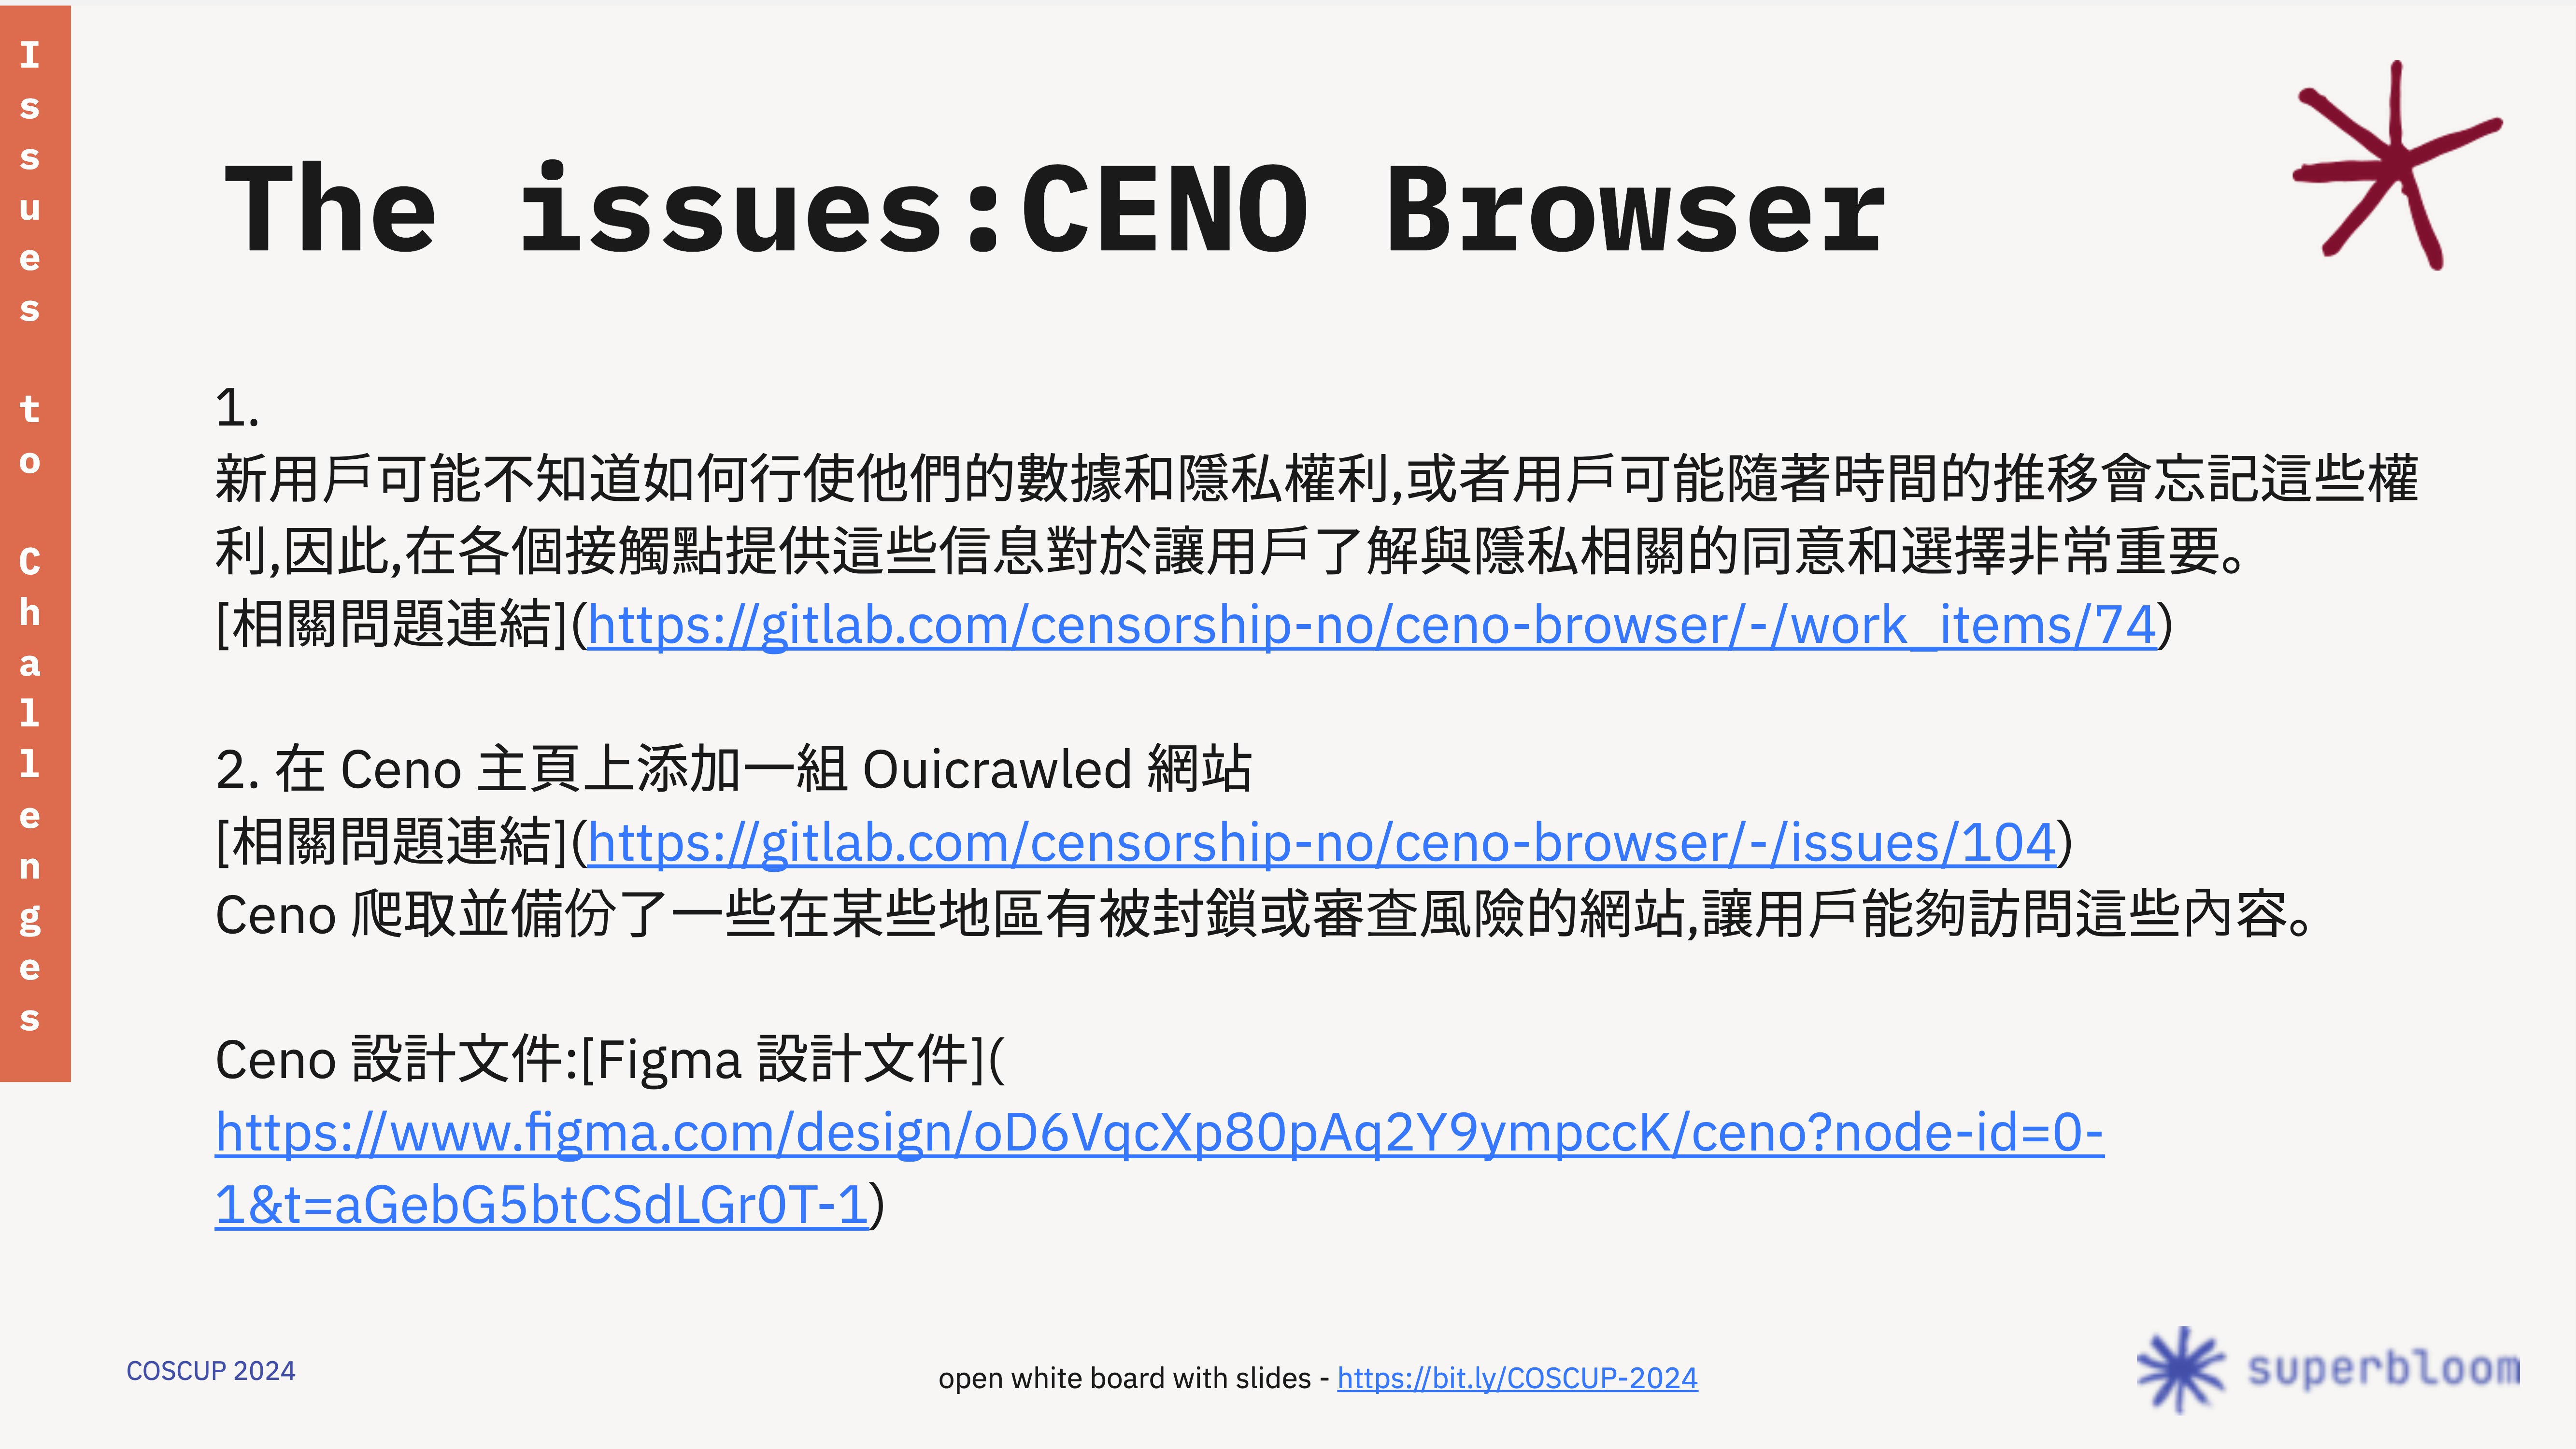 Issues to Challenges
The issues:CENO Browser
1.
新用戶可能不知道如何行使他們的數據和隱私權利,或者用戶可能隨著時間的推移會忘記這些權
利,因此,在各個接觸點提供這些信息對於讓用戶了解與隱私相關的同意和選擇非常重要。
[相關問題連結](https://gitlab.com/censorship-no/ceno-browser/-/work_items/74)
2. 在 Ceno 主頁上添加一組 Ouicrawled 網站
[相關問題連結](https://gitlab.com/censorship-no/ceno-browser/-/issues/104)
Ceno 爬取並備份了一些在某些地區有被封鎖或審查風險的網站,讓用戶能夠訪問這些內容。
Ceno 設計文件:[Figma 設計文件](
https://www.figma.com/design/oD6VqcXp80pAq2Y9ympccK/ceno?node-id=0-
1&t=aGebG5btCSdLGr0T-1)
COSCUP 2024
open white board with slides - https://bit.ly/COSCUP-2024
superbloom